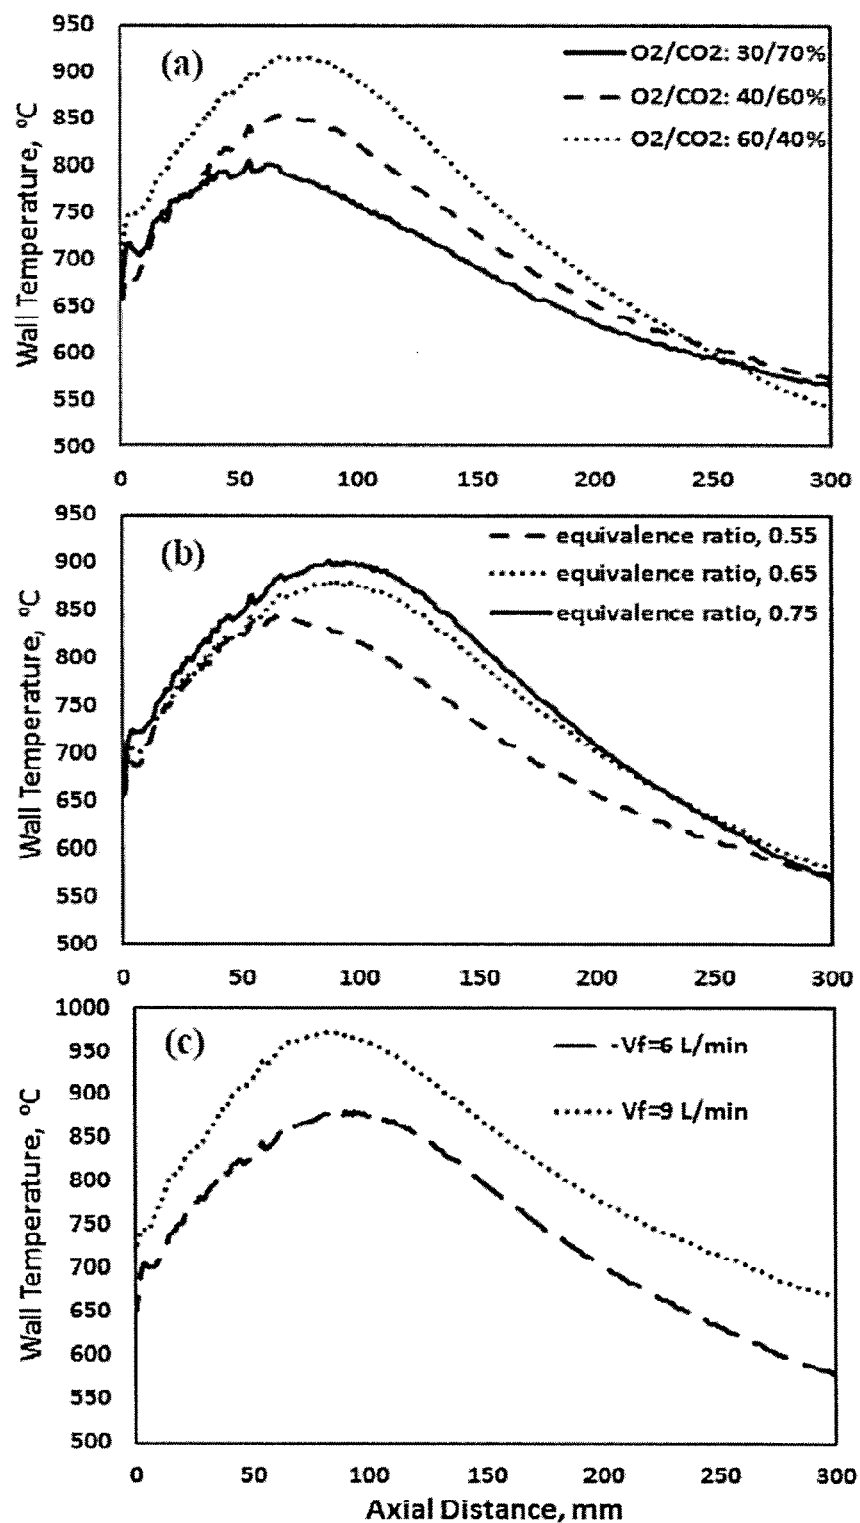 950
(a)
O2/CO2: 30/70%
900
O2/CO2: 40/60%
850
O2/CO2: 60/40%
800
750
700
650
600
550
500
Wall Temperature, ºC
0 50 100 150 200 250 300
950
(b)
equivalence ratio, 0.55
900
equivalence ratio, 0.65
850
equivalence ratio, 0.75
800
750
700
650
600
550
500
Wall Temperature, ºC
0 50 100 150 200 250 300
1000
(c)
-Vf=6 L/min
950
900
Vf=9 L/min
850
800
750
700
650
600
550
500
Wall Temperature, ºC
0 50 100 150 200 250 300
Axial Distance, mm